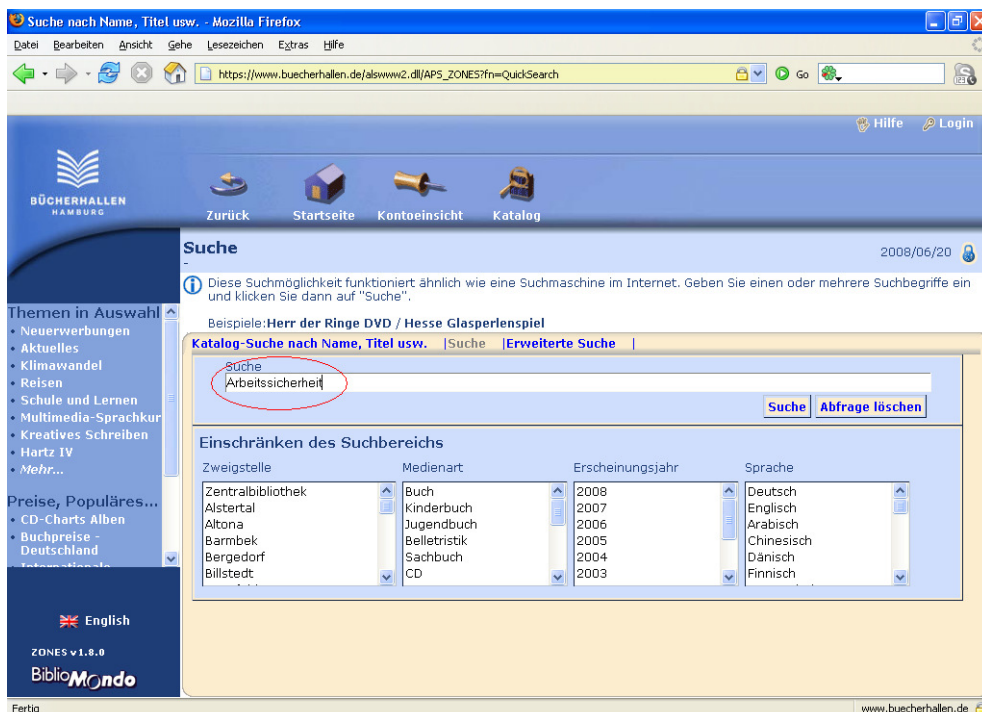 Suche nach Name, Titel usw. - Mozilla Firefox
Datei Bearbeiten Ansicht Gehe Lesezeichen Extras Hilfe
https://www.buecherhallen.de/alswww2.dll/APS_ZONES?fn=QuickSearch Go
Hilfe Login
BÜCHERHALLEN
HAMBURG
Zurück Startseite Kontoeinsicht Katalog
Suche
-
2008/06/20
Diese Suchmöglichkeit funktioniert ähnlich wie eine Suchmaschine im Internet. Geben Sie einen oder mehrere Suchbegriffe ein
und klicken Sie dann auf "Suche".
Beispiele:Herr der Ringe DVD / Hesse Glasperlenspiel
Themen in Auswahl
• Neuerwerbungen
• Aktuelles
• Klimawandel
• Reisen
• Schule und Lernen
• Multimedia-Sprachkur
• Kreatives Schreiben
• Hartz IV
• Mehr...
Preise, Populäres...
• CD-Charts Alben
• Buchpreise -
Deutschland
• Internationale
Katalog-Suche nach Name, Titel usw. |Suche |Erweiterte Suche |
Suche
Arbeitssicherheit
Suche Abfrage löschen
Einschränken des Suchbereichs
Zweigstelle Medienart Erscheinungsjahr Sprache
Zentralbibliothek Buch 2008 Deutsch
Alstertal Kinderbuch 2007 Englisch
Altona Jugendbuch 2006 Arabisch
Barmbek Belletristik 2005 Chinesisch
Bergedorf Sachbuch 2004 Dänisch
Billstedt CD 2003 Finnisch
English
ZONES v1.8.0
BiblioMondo
Fertig www.buecherhallen.de